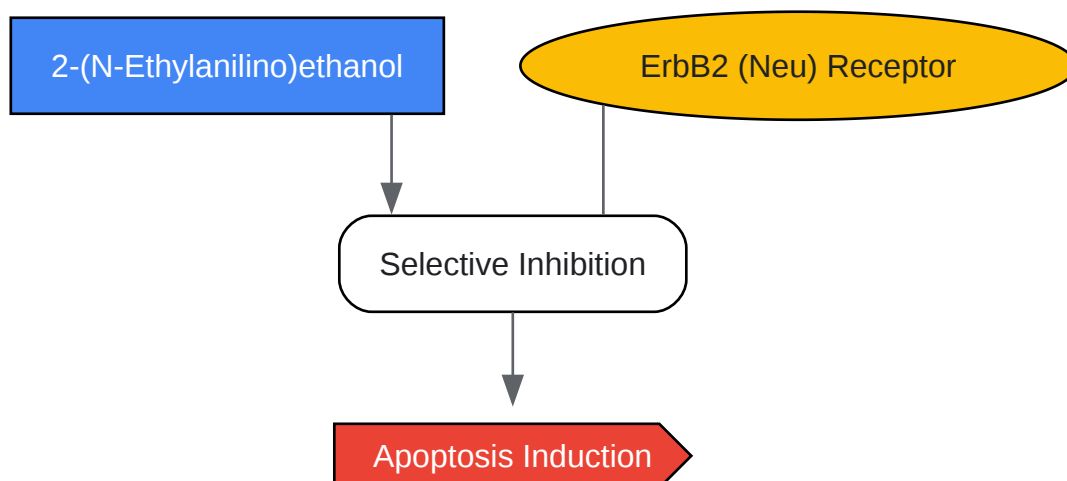 2-(N-Ethylanilino)ethanol
ErbB2 (Neu) Receptor
Selective Inhibition
Apoptosis Induction